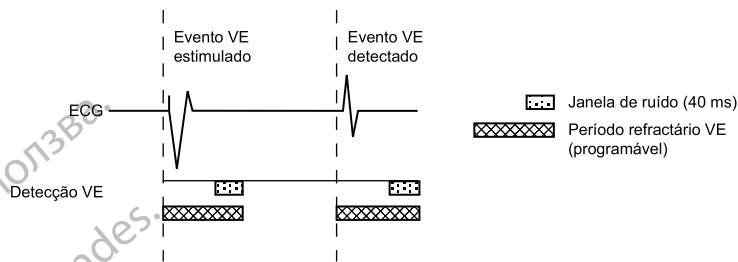 Evento VE
estimulado
Evento VE
detectado
ECG
Janela de ruído (40 ms)
Período refractário VE
(programável)
Detecção VE